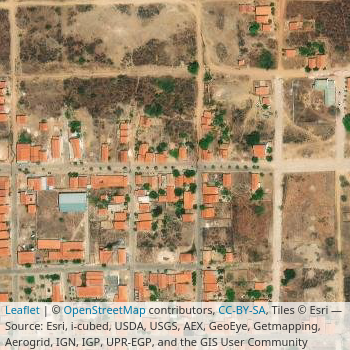 Leaflet | © OpenStreetMap contributors, CC-BY-SA, Tiles © Esri —
Source: Esri, i-cubed, USDA, USGS, AEX, GeoEye, Getmapping,
Aerogrid, IGN, IGP, UPR-EGP, and the GIS User Community